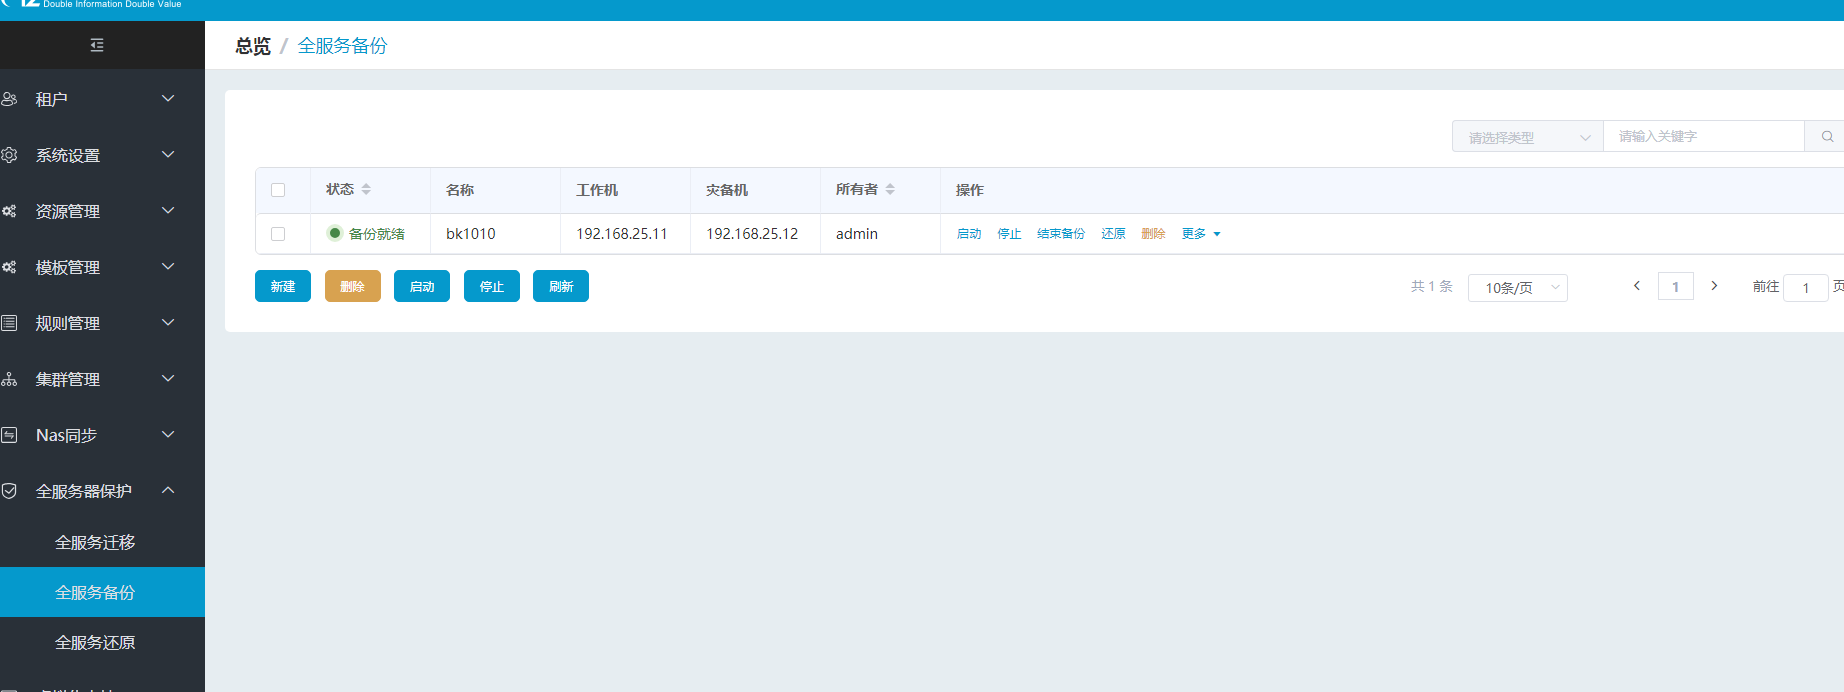 Double Information Double Value
总览 / 全服务备份
租户
系统设置
资源管理
模板管理
规则管理
集群管理
Nas同步
全服务器保护
全服务迁移
全服务备份
全服务还原
请选择类型 请输入关键字
状态 名称 工作机 灾备机 所有者 操作
备份就绪 bk1010 192.168.25.11 192.168.25.12 admin 启动 停止 结束备份 还原 删除 更多
新建 删除 启动 停止 刷新 共 1 条 10条/页 1 前往 1 页